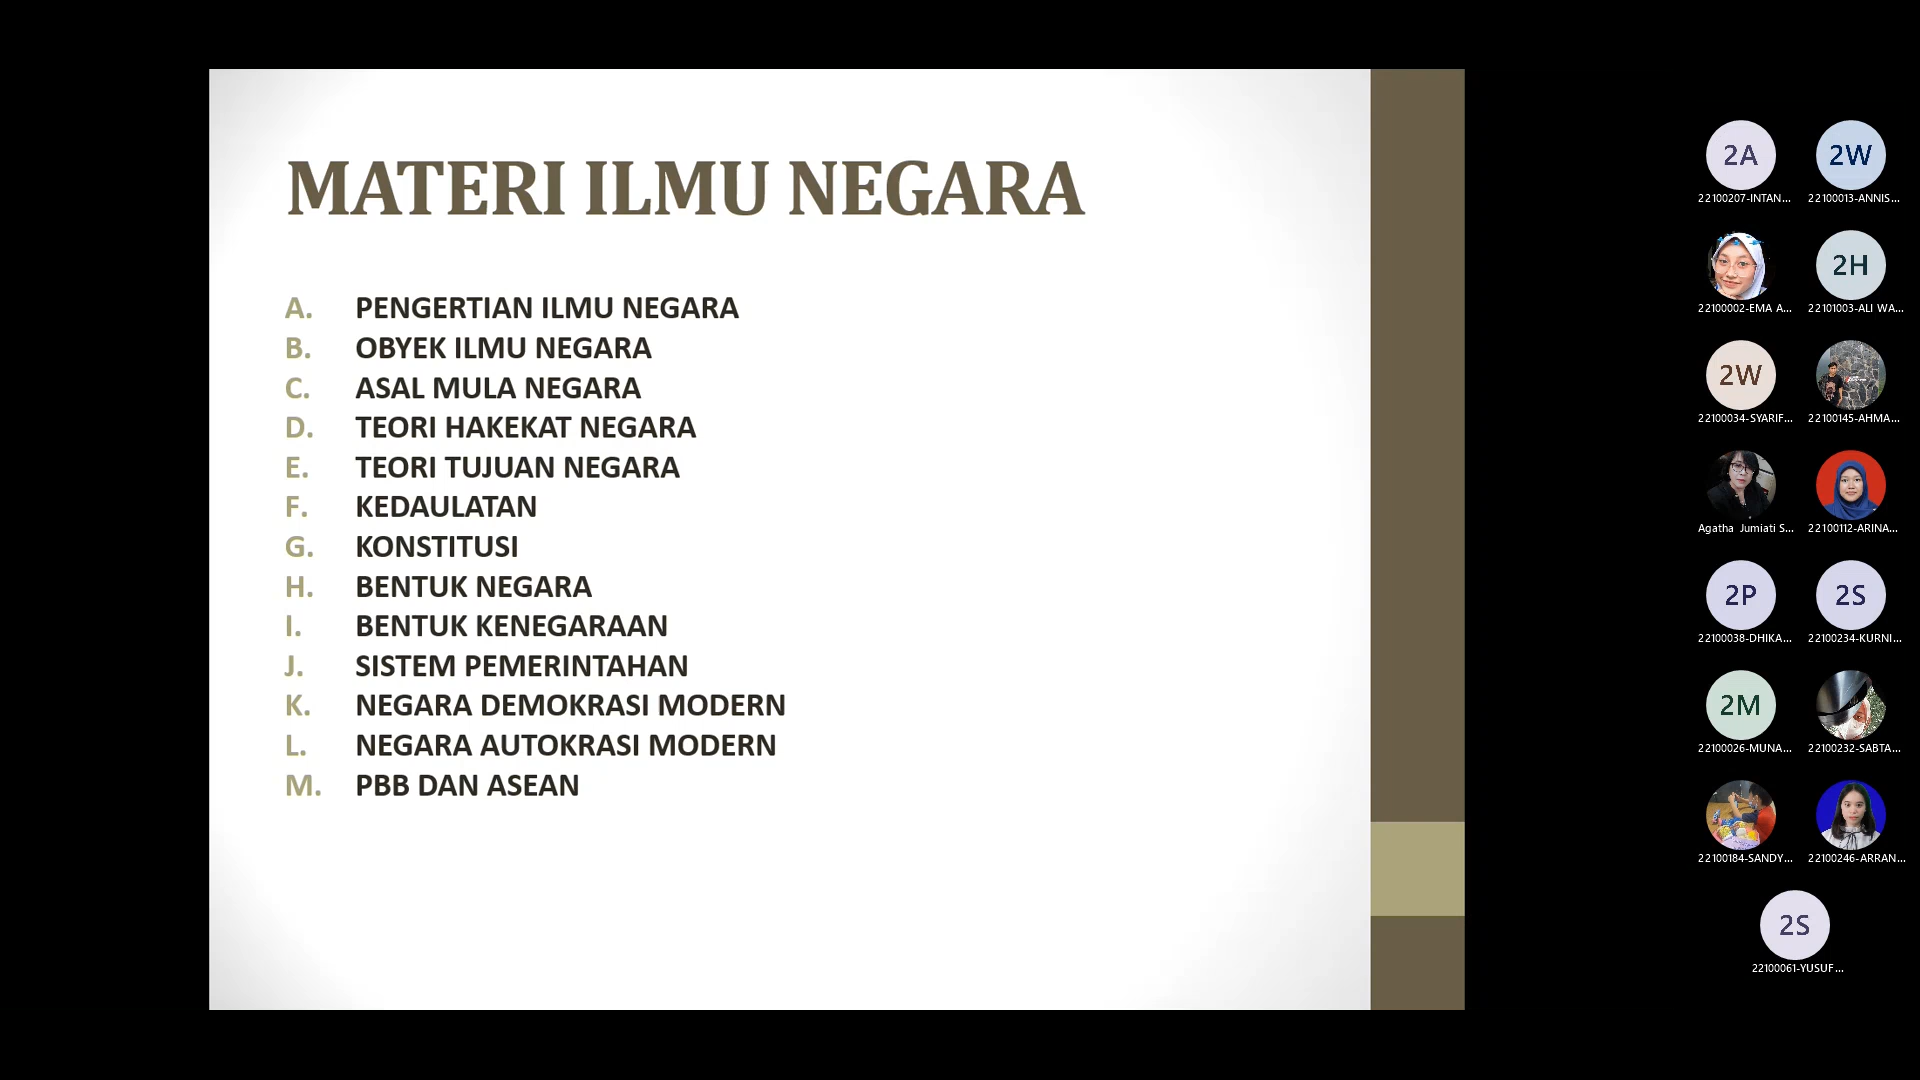 MATERI ILMU NEGARA
A. PENGERTIAN ILMU NEGARA
B. OBYEK ILMU NEGARA
C. ASAL MULA NEGARA
D. TEORI HAKEKAT NEGARA
E. TEORI TUJUAN NEGARA
F. KEDAULATAN
G. KONSTITUSI
H. BENTUK NEGARA
I. BENTUK KENEGARAAN
J. SISTEM PEMERINTAHAN
K. NEGARA DEMOKRASI MODERN
L. NEGARA AUTOKRASI MODERN
M. PBB DAN ASEAN
2A 2W
22100207-INTAN... 22100013-ANNIS...
2H
22100002-EMA A... 22101003-ALI WA...
2W
22100034-SYARIF... 22100145-AHMA...
Agatha Jumiati S... 22100112-ARINA...
2P 2S
22100038-DHIKA... 22100234-KURNI...
2M
22100026-MUNA... 22100232-SABTA...
22100184-SANDY... 22100246-ARRAN...
2S
22100061-YUSUF...